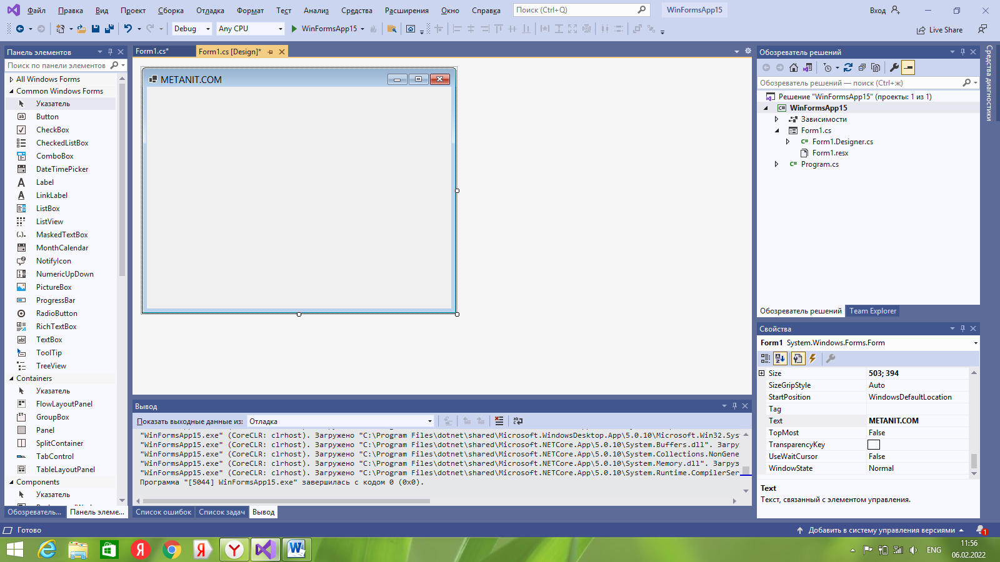 Файл Правка Вид Проект Сборка Отладка Формат Тест Анализ Средства Расширения Окно Справка Поиск (Ctrl+Q) WinFormsApp15 Вход
Debug Any CPU WinFormsApp15 Live Share
Панель элементов
Поиск по панели элементов
All Windows Forms
Common Windows Forms
Указатель
Button
CheckBox
CheckedListBox
ComboBox
DateTimePicker
Label
LinkLabel
ListBox
ListView
MaskedTextBox
MonthCalendar
NotifyIcon
NumericUpDown
PictureBox
ProgressBar
RadioButton
RichTextBox
TextBox
ToolTip
TreeView
Containers
Указатель
FlowLayoutPanel
GroupBox
Panel
SplitContainer
TabControl
TableLayoutPanel
Components
Указатель
Обозреватель... Панель элеме...
Form1.cs* Form1.cs [Design]*
METANIT.COM
Вывод
Показать выходные данные из: Отладка
"WinFormsApp15.exe" (CoreCLR: clrhost). Загружено "C:\Program Files\dotnet\shared\Microsoft.WindowsDesktop.App\5.0.10\Microsoft.Win32.Sys
"WinFormsApp15.exe" (CoreCLR: clrhost). Загружено "C:\Program Files\dotnet\shared\Microsoft.NETCore.App\5.0.10\System.Buffers.dll". Загру
"WinFormsApp15.exe" (CoreCLR: clrhost). Загружено "C:\Program Files\dotnet\shared\Microsoft.NETCore.App\5.0.10\System.Collections.NonGene
"WinFormsApp15.exe" (CoreCLR: clrhost). Загружено "C:\Program Files\dotnet\shared\Microsoft.NETCore.App\5.0.10\System.Memory.dll". Загруз
"WinFormsApp15.exe" (CoreCLR: clrhost). Загружено "C:\Program Files\dotnet\shared\Microsoft.NETCore.App\5.0.10\System.Runtime.CompilerSer
Программа "[5044] WinFormsApp15.exe" завершилась с кодом 0 (0x0).
Список ошибок Список задач Вывод
Обозреватель решений
Обозреватель решений — поиск (Ctrl+ж)
Решение "WinFormsApp15" (проекты: 1 из 1)
WinFormsApp15
Зависимости
Form1.cs
Form1.Designer.cs
Form1.resx
Program.cs
Обозреватель решений Team Explorer
Средства диагностики
Свойства
Form1 System.Windows.Forms.Form
Size 503; 394
SizeGripStyle Auto
StartPosition WindowsDefaultLocation
Tag
Text METANIT.COM
TopMost False
TransparencyKey
UseWaitCursor False
WindowState Normal
Text
Текст, связанный с элементом управления.
Готово Добавить в систему управления версиями 1
ENG 11:56
06.02.2022